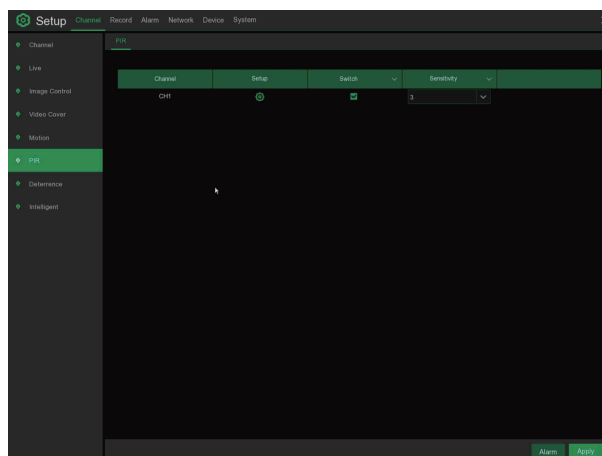 Setup Channel Record Alarm Network Device System
Channel
Live
Image Control
Video Cover
Motion
PIR
Deterrence
Intelligent
PIR
Channel Setup Switch Sensitivity
CH1 3
Alarm Apply